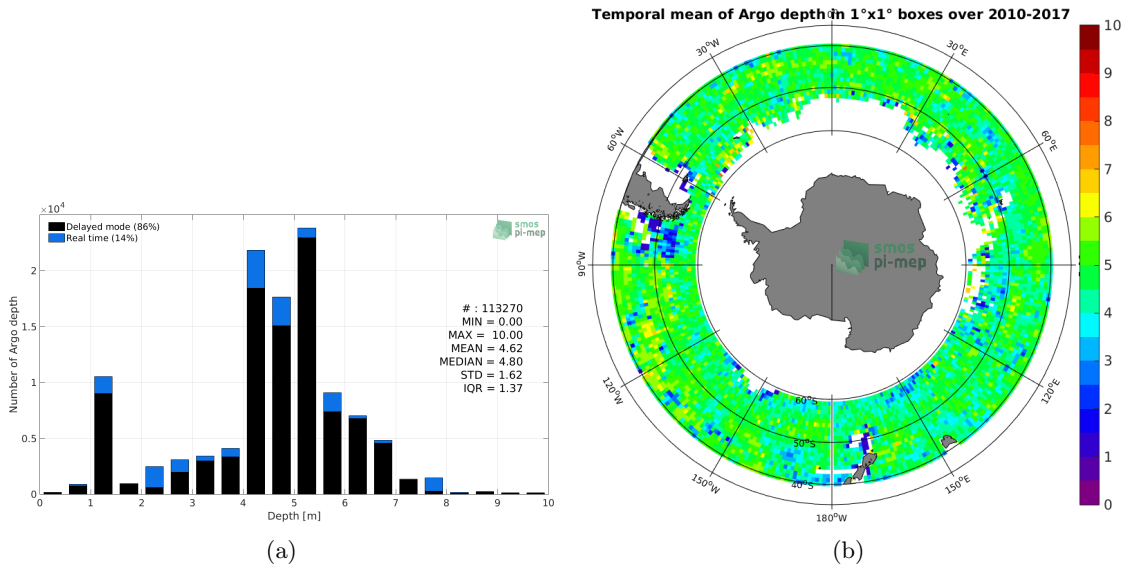 Temporal mean of Argo depth in 1°x1° boxes over 2010-2017
×10⁴
Delayed mode (86%)
Real time (14%)
smos
pi-mep
# : 113270
MIN = 0.00
MAX = 10.00
MEAN = 4.62
MEDIAN = 4.80
STD = 1.62
IQR = 1.37
Number of Argo depth
2
1.5
1
0.5
0
0 1 2 3 4 5 6 7 8 9 10
Depth [m]
(a)
0°
30°E
60°E
120°E
150°E
180°W
150°W
120°W
90°W
60°W
30°W
60°S
50°S
40°S
smos
pi-mep
10
9
8
7
6
5
4
3
2
1
0
(b)